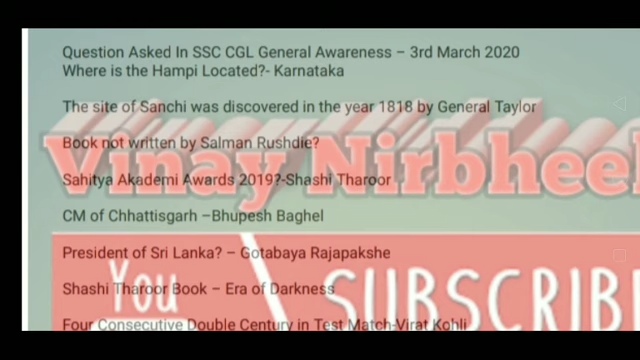 Question Asked In SSC CGL General Awareness – 3rd March 2020
Where is the Hampi Located?- Karnataka
The site of Sanchi was discovered in the year 1818 by General Taylor
Book not written by Salman Rushdie?
Vinay Nirbhee
Sahitya Akademi Awards 2019?-Shashi Tharoor
CM of Chhattisgarh –Bhupesh Baghel
President of Sri Lanka? – Gotabaya Rajapakshe
You SUBSCRIB
Shashi Tharoor Book – Era of Darkness
Four Consecutive Double Century in Test Match-Virat Kohli